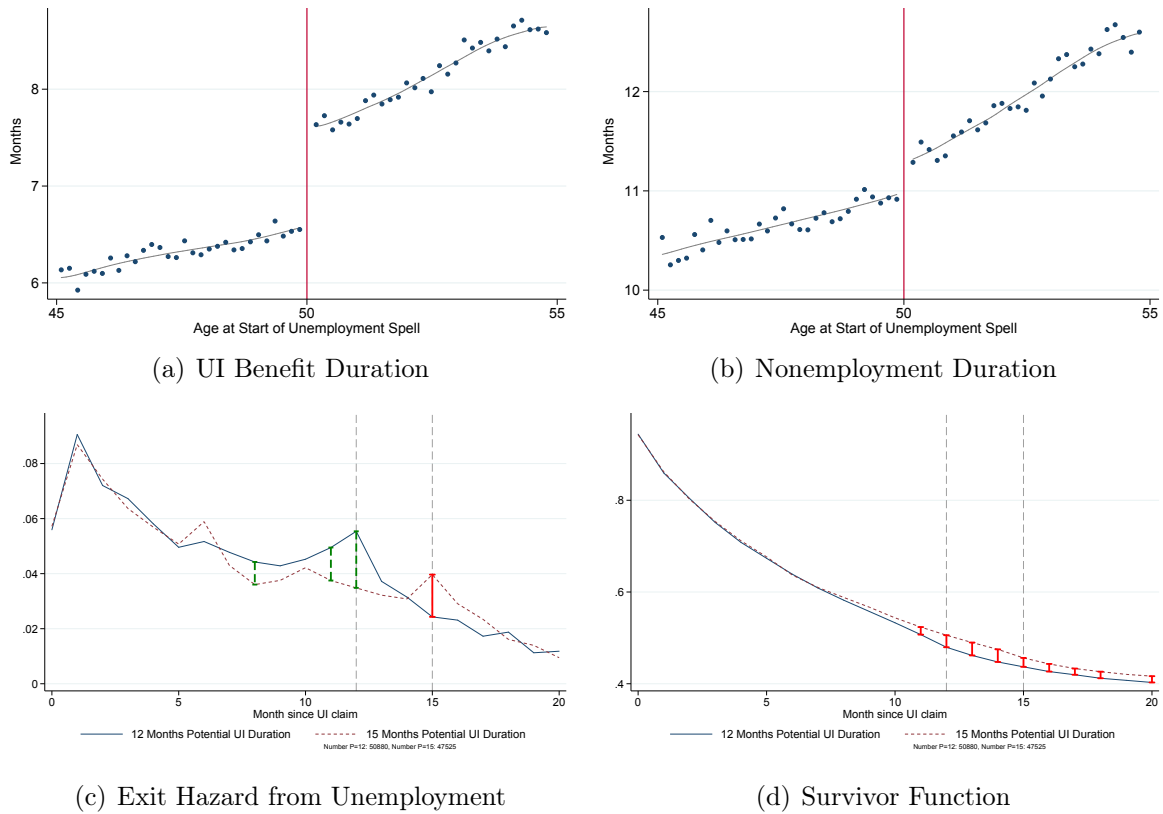 8
7
6
Months
45
50
55
Age at Start of Unemployment Spell
(a) UI Benefit Duration
12
11
10
Months
45
50
55
Age at Start of Unemployment Spell
(b) Nonemployment Duration
.08
.06
.04
.02
0
0
5
10
15
20
Month since UI claim
12 Months Potential UI Duration
15 Months Potential UI Duration
Number P=12: 50880, Number P=15: 47525
(c) Exit Hazard from Unemployment
.8
.6
.4
0
5
10
15
20
Month since UI claim
12 Months Potential UI Duration
15 Months Potential UI Duration
Number P=12: 50880, Number P=15: 47525
(d) Survivor Function